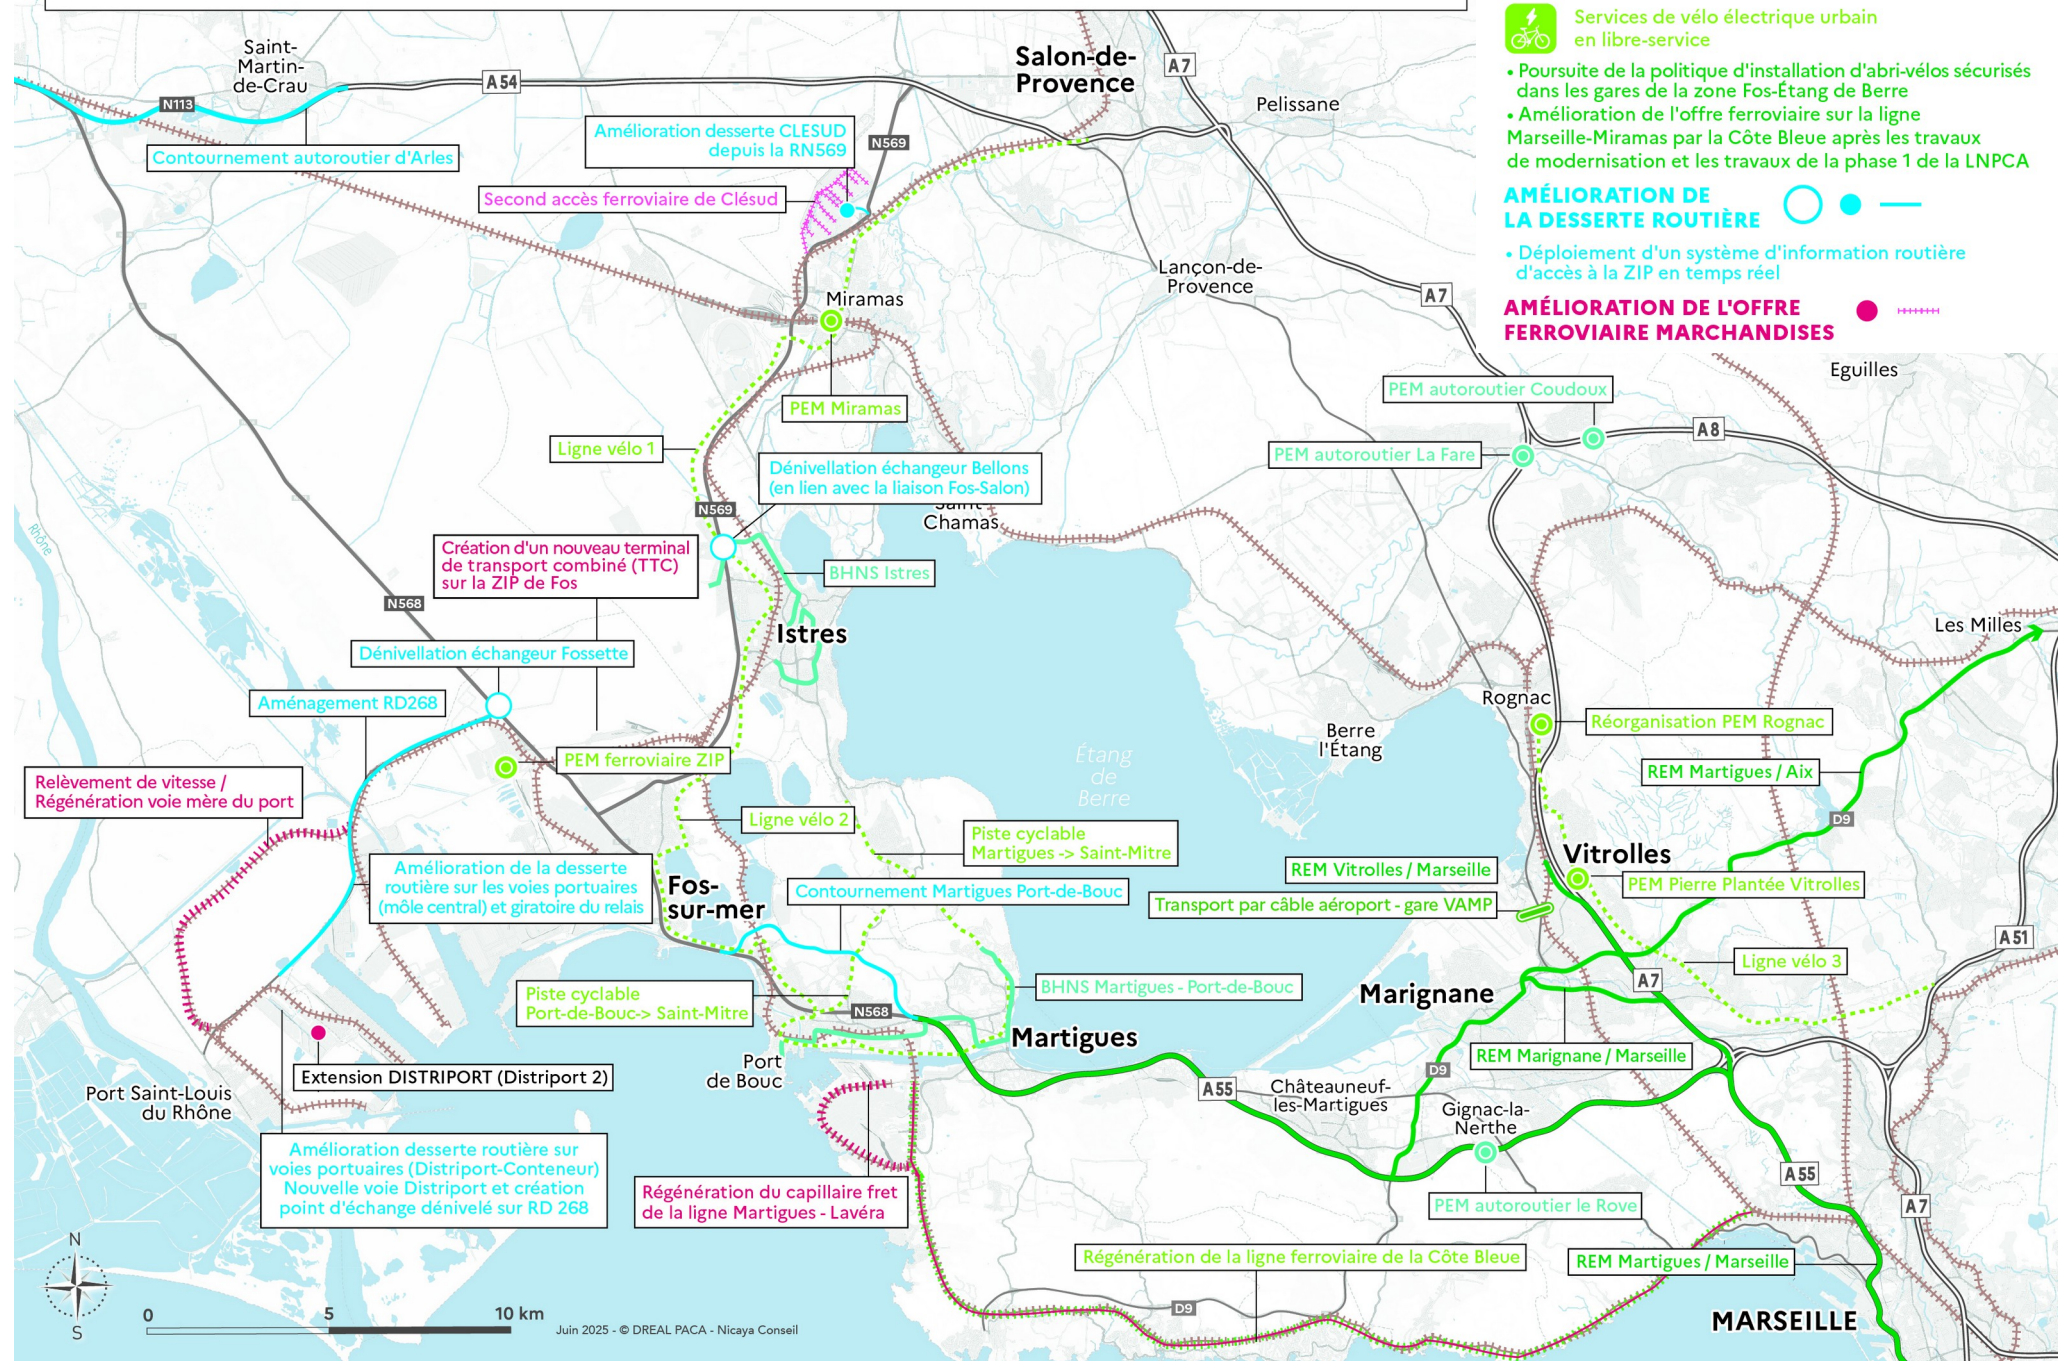 Services de vélo électrique urbain
en libre-service
• Poursuite de la politique d'installation d'abri-vélos sécurisés
dans les gares de la zone Fos-Étang de Berre
• Amélioration de l'offre ferroviaire sur la ligne
Marseille-Miramas par la Côte Bleue après les travaux
de modernisation et les travaux de la phase 1 de la LNPCA
AMÉLIORATION DE
LA DESSERTE ROUTIÈRE
• Déploiement d'un système d'information routière
d'accès à la ZIP en temps réel
AMÉLIORATION DE L'OFFRE
FERROVIAIRE MARCHANDISES
Saint-
Martin-
de-Crau
A 54
N113
Contournement autoroutier d'Arles
Salon-de-
Provence
A7
Pelissane
Amélioration desserte CLESUD
depuis la RN569
N569
Second accès ferroviaire de Clésud
Lançon-de-
Provence
A7
Miramas
PEM Miramas
Eguilles
PEM autoroutier Coudoux
A8
PEM autoroutier La Fare
Ligne vélo 1
Dénivellation échangeur Bellons
(en lien avec la liaison Fos-Salon)
N569
Saint-
Chamas
Rhône
Création d'un nouveau terminal
de transport combiné (TTC)
sur la ZIP de Fos
BHNS Istres
N568
Istres
Les Milles
Dénivellation échangeur Fossette
Aménagement RD268
Rognac
Réorganisation PEM Rognac
Berre
l'Étang
Étang
de
Berre
PEM ferroviaire ZIP
REM Martigues / Aix
Relèvement de vitesse /
Régénération voie mère du port
Ligne vélo 2
D9
Piste cyclable
Martigues -> Saint-Mitre
Vitrolles
REM Vitrolles / Marseille
PEM Pierre Plantée Vitrolles
Amélioration de la desserte
routière sur les voies portuaires
(môle central) et giratoire du relais
Fos-
sur-mer
Contournement Martigues Port-de-Bouc
Transport par câble aéroport - gare VAMP
A51
Ligne vélo 3
Piste cyclable
Port-de-Bouc-> Saint-Mitre
BHNS Martigues - Port-de-Bouc
Marignane
A7
N568
Martigues
REM Marignane / Marseille
Port
de Bouc
Extension DISTRIPORT (Distriport 2)
D9
Port Saint-Louis
du Rhône
A55
Châteauneuf-
les-Martigues
Gignac-la-
Nerthe
Amélioration desserte routière sur
voies portuaires (Distriport-Conteneur)
Nouvelle voie Distriport et création
point d'échange dénivelé sur RD 268
Régénération du capillaire fret
de la ligne Martigues - Lavéra
A55
A7
PEM autoroutier le Rove
Régénération de la ligne ferroviaire de la Côte Bleue
REM Martigues / Marseille
N
S
0 5 10 km
D9
MARSEILLE
Juin 2025 - © DREAL PACA - Nicaya Conseil